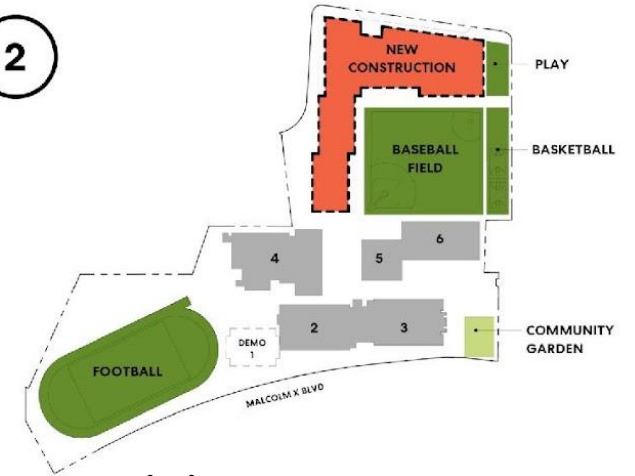 2
NEW
CONSTRUCTION
PLAY
BASEBALL
FIELD
BASKETBALL
4
5
6
2
3
DEMO
1
FOOTBALL
COMMUNITY
GARDEN
MALCOLM X BLVD